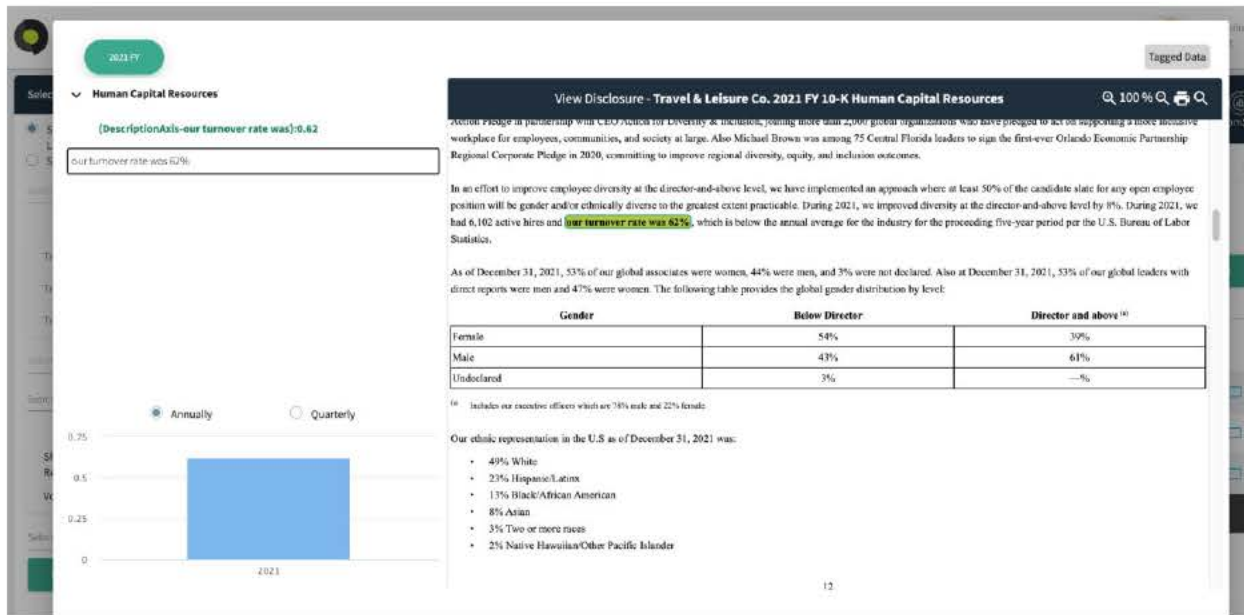 2021 FY
Tagged Data
Human Capital Resources
(DescriptionAxis-our turnover rate was):0.62
our turnover rate was 62%
View Disclosure - Travel & Leisure Co. 2021 FY 10-K Human Capital Resources
100 %
Action Pledge in partnership with CEO Action for Diversity & Inclusion, joining more than 2,000 global organizations who have pledged to act on supporting a more inclusive
workplace for employees, communities, and society at large. Also Michael Brown was among 75 Central Florida leaders to sign the first-ever Orlando Economic Partnership
Regional Corporate Pledge in 2020, committing to improve regional diversity, equity, and inclusion outcomes.
In an effort to improve employee diversity at the director-and-above level, we have implemented an approach where at least 50% of the candidate slate for any open employee
position will be gender and/or ethnically diverse to the greatest extent practicable. During 2021, we improved diversity at the director-and-above level by 8%. During 2021, we
had 6,102 active hires and our turnover rate was 62%, which is below the annual average for the industry for the proceeding five-year period per the U.S. Bureau of Labor
Statistics.
As of December 31, 2021, 53% of our global associates were women, 44% were men, and 3% were not declared. Also at December 31, 2021, 53% of our global leaders with
direct reports were men and 47% were women. The following table provides the global gender distribution by level:
Gender Below Director Director and above (a)
Female 54% 39%
Male 43% 61%
Undeclared 3% —%
(a) Includes our executive officers which are 78% male and 22% female
Our ethnic representation in the U.S as of December 31, 2021 was:
• 49% White
• 23% Hispanic/Latinx
• 13% Black/African American
• 8% Asian
• 3% Two or more races
• 2% Native Hawaiian/Other Pacific Islander
12
Annually Quarterly
0.75
0.5
0.25
0
2021